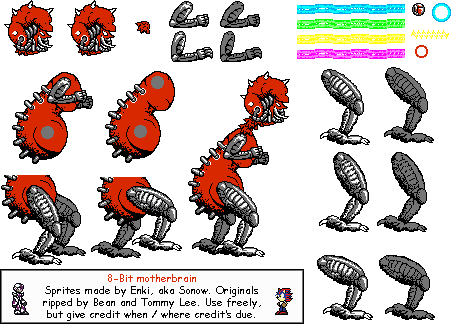 8-Bit motherbrain
Sprites made by Enki, aka Sonow. Originals
ripped by Bean and Tommy Lee. Use freely,
but give credit when / where credit's due.